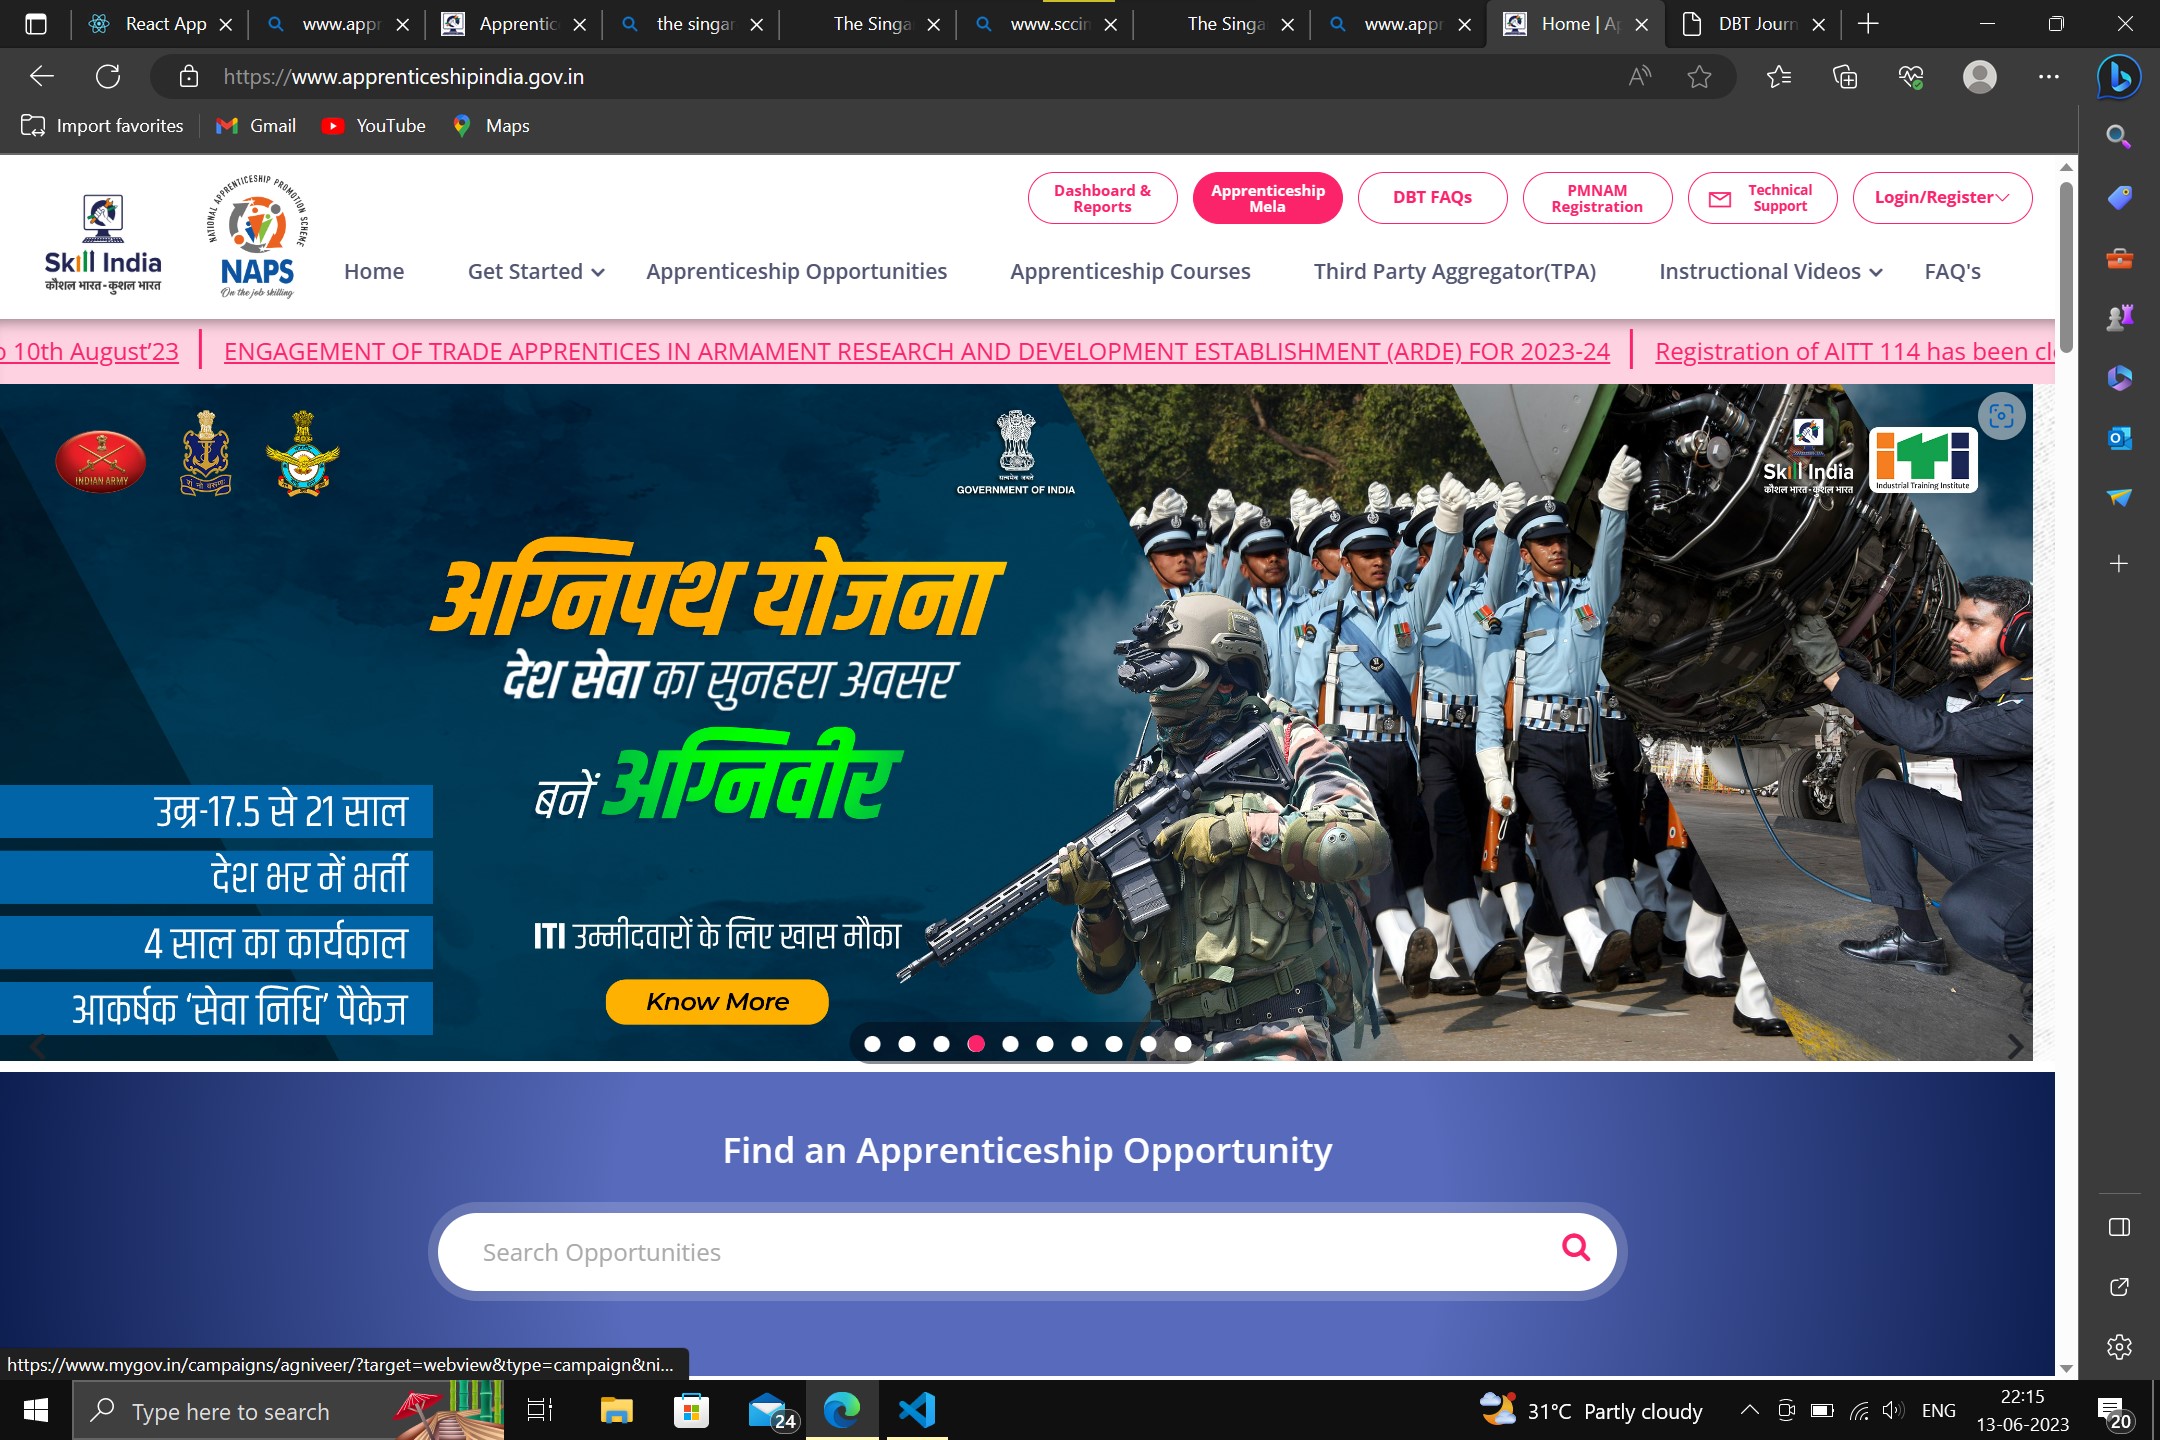 React App
www.appr
Apprentic
the singar
The Singa
www.sccin
The Singa
www.appr
Home | A
DBT Journ
https://www.apprenticeshipindia.gov.in
Import favorites
Gmail
YouTube
Maps
Skill India
कौशल भारत-कुशल भारत
NATIONAL APPRENTICESHIP PROMOTION SCHEME
NAPS
On the job skilling
Dashboard &
Reports
Apprenticeship
Mela
DBT FAQs
PMNAM
Registration
Technical
Support
Login/Register
Home
Get Started
Apprenticeship Opportunities
Apprenticeship Courses
Third Party Aggregator(TPA)
Instructional Videos
FAQ's
o 10th August'23
ENGAGEMENT OF TRADE APPRENTICES IN ARMAMENT RESEARCH AND DEVELOPMENT ESTABLISHMENT (ARDE) FOR 2023-24
Registration of AITT 114 has been cl
INDIAN ARMY
सत्यमेव जयते
GOVERNMENT OF INDIA
Skill India
कौशल भारत-कुशल भारत
iti
Industrial Training Institute
अग्निपथ योजना
देश सेवा का सुनहरा अवसर
बनें अग्निवीर
उम्र-17.5 से 21 साल
देश भर में भर्ती
4 साल का कार्यकाल
आकर्षक ‘सेवा निधि’ पैकेज
ITI उम्मीदवारों के लिए खास मौका
Know More
Find an Apprenticeship Opportunity
Search Opportunities
https://www.mygov.in/campaigns/agniveer/?target=webview&type=campaign&ni...
Type here to search
24
31°C Partly cloudy
ENG
22:15
13-06-2023
20